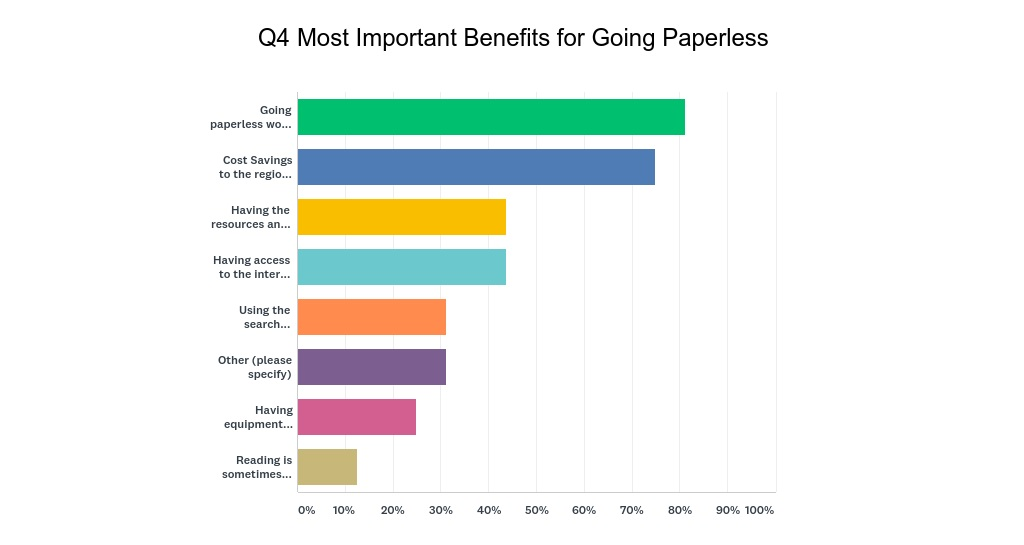 Q4 Most Important Benefits for Going Paperless
Going
paperless wo...
Cost Savings
to the regio...
Having the
resources an...
Having access
to the inter...
Using the
search...
Other (please
specify)
Having
equipment...
Reading is
sometimes...
0% 10% 20% 30% 40% 50% 60% 70% 80% 90% 100%